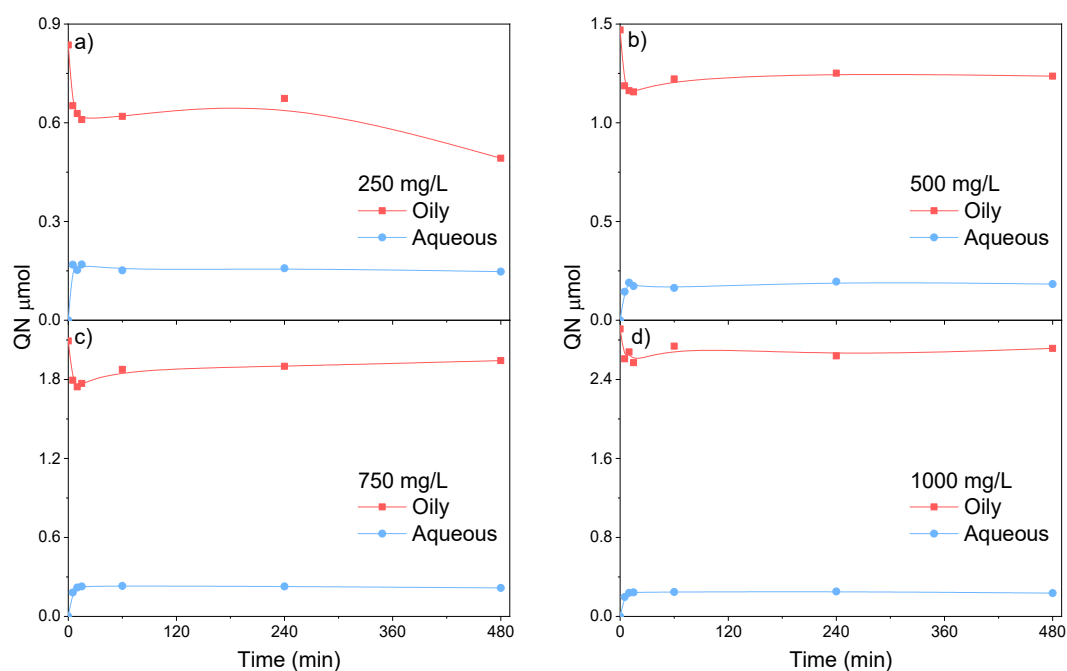 a)
0.9
0.6
0.3
0.0
250 mg/L
Oily
Aqueous
b)
1.5
1.0
0.5
0.0
500 mg/L
Oily
Aqueous
QN μmol
QN μmol
c)
1.8
1.2
0.6
0.0
750 mg/L
Oily
Aqueous
0 120 240 360 480
Time (min)
d)
2.4
1.6
0.8
0.0
1000 mg/L
Oily
Aqueous
0 120 240 360 480
Time (min)